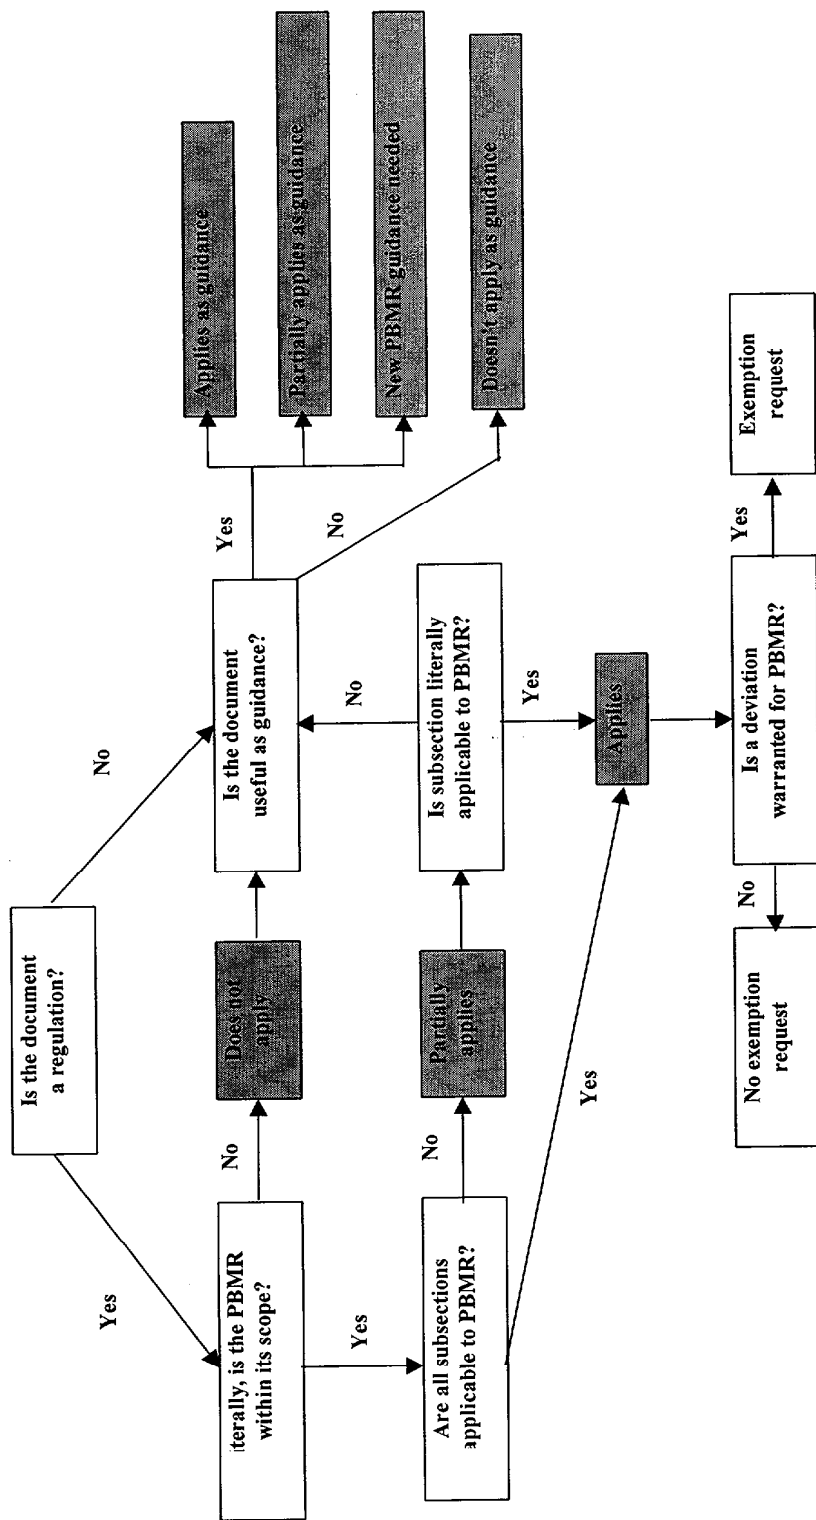 Is the document
a regulation?
Yes
No
iterally, is the PBMR
within its scope?
No
Does not
apply
Is the document
useful as guidance?
Yes
No
Applies as guidance
Partially applies as guidance
New PBMR guidance needed
Doesn't apply as guidance
Yes
No
Are all subsections
applicable to PBMR?
No
Partially
applies
Is subsection literally
applicable to PBMR?
Yes
Yes
Applies
No exemption
request
No
Is a deviation
warranted for PBMR?
Yes
Exemption
request